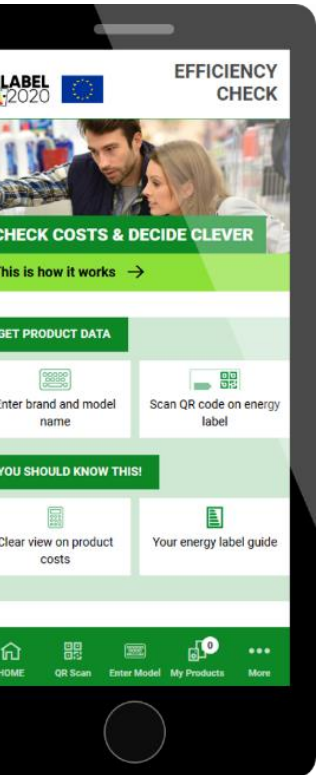 LABEL
2020
EFFICIENCY
CHECK
CHECK COSTS & DECIDE CLEVER
This is how it works →
GET PRODUCT DATA
Enter brand and model
name
Scan QR code on energy
label
YOU SHOULD KNOW THIS!
Clear view on product
costs
Your energy label guide
0
HOME
QR Scan
Enter Model
My Products
More